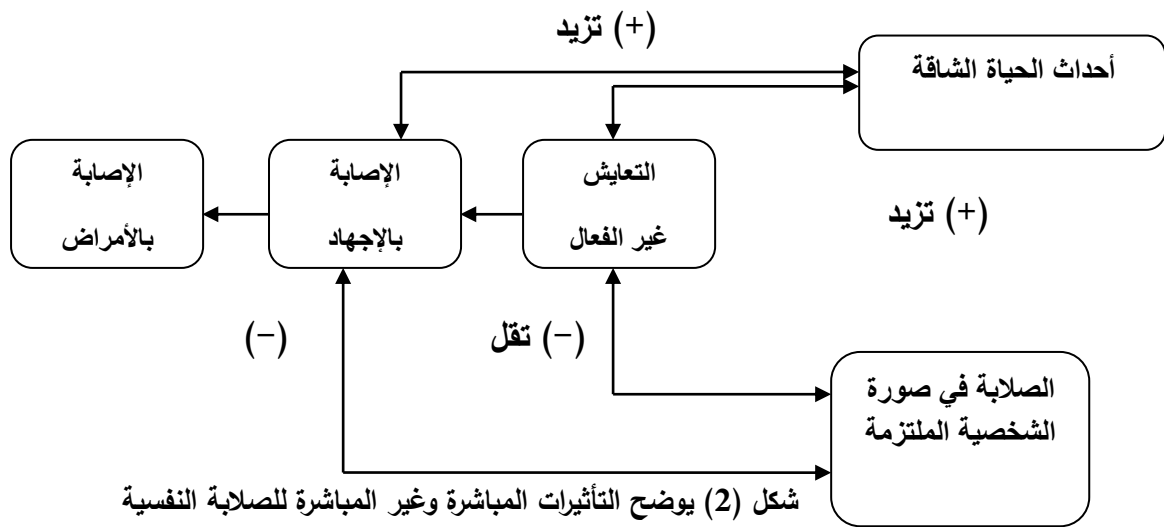 (+) تزيد
أحداث الحياة الشاقة
التعايش
غير الفعال
الإصابة
بالإجهاد
الإصابة
بالأمراض
(+) تزيد
(−) تقل
(−)
الصلابة في صورة
الشخصية الملتزمة
شكل (2) يوضح التأثيرات المباشرة وغير المباشرة للصلابة النفسية